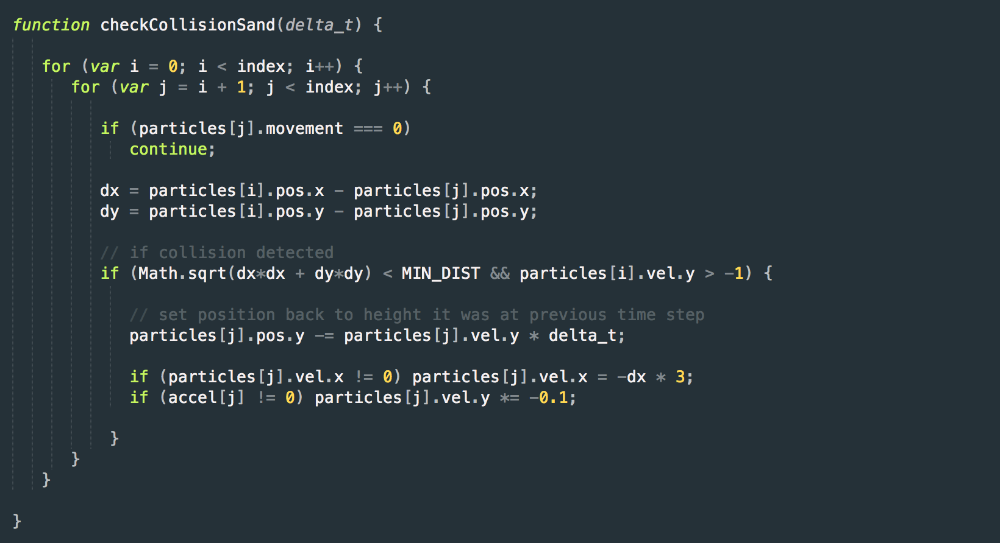 function checkCollisionSand(delta_t) {
for (var i = 0; i < index; i++) {
for (var j = i + 1; j < index; j++) {
if (particles[j].movement === 0)
continue;
dx = particles[i].pos.x - particles[j].pos.x;
dy = particles[i].pos.y - particles[j].pos.y;
// if collision detected
if (Math.sqrt(dx*dx + dy*dy) < MIN_DIST && particles[i].vel.y > -1) {
// set position back to height it was at previous time step
particles[j].pos.y -= particles[j].vel.y * delta_t;
if (particles[j].vel.x != 0) particles[j].vel.x = -dx * 3;
if (accel[j] != 0) particles[j].vel.y *= -0.1;
}
}
}
}